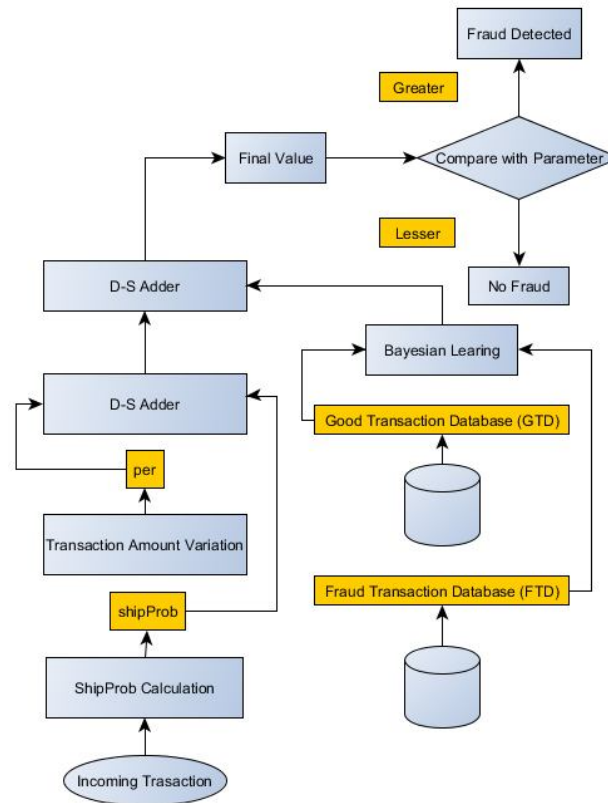 Fraud Detected
Greater
Final Value
Compare with Parameter
Lesser
D-S Adder
No Fraud
Bayesian Learing
D-S Adder
Good Transaction Database (GTD)
per
Transaction Amount Variation
Fraud Transaction Database (FTD)
shipProb
ShipProb Calculation
Incoming Trasaction